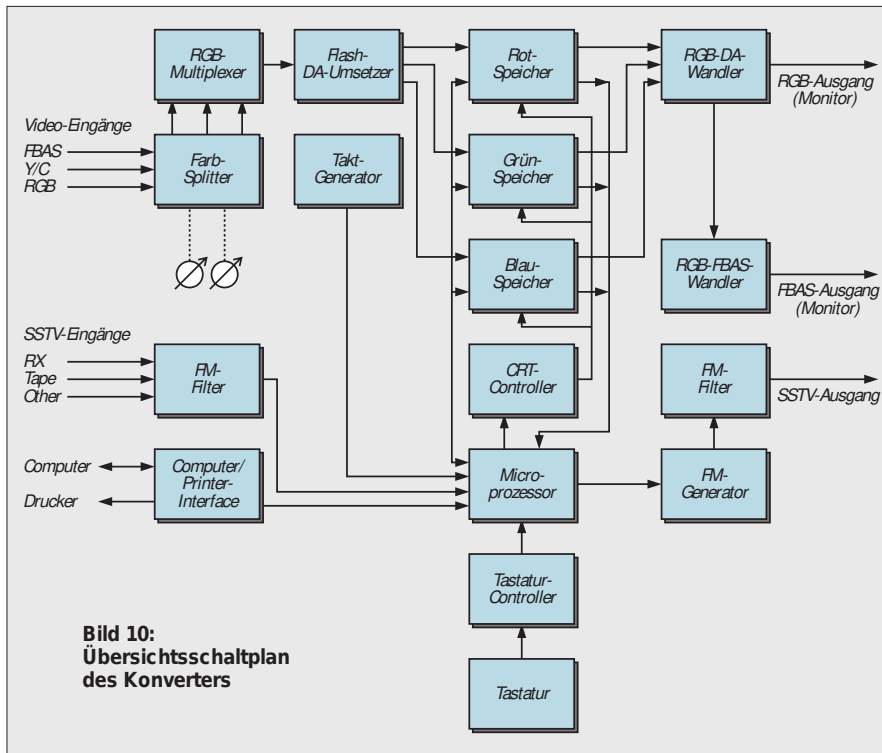 RGB-
Multiplexer
Flash-
DA-Umsetzer
Rot-
Speicher
RGB-DA-
Wandler
RGB-Ausgang
(Monitor)
Video-Eingänge
FBAS
Y/C
RGB
Farb-
Splitter
Takt-
Generator
Grün-
Speicher
Blau-
Speicher
RGB-FBAS-
Wandler
FBAS-Ausgang
(Monitor)
SSTV-Eingänge
RX
Tape
Other
FM-
Filter
CRT-
Controller
FM-
Filter
SSTV-Ausgang
Computer
Drucker
Computer/
Printer-
Interface
Micro-
prozessor
FM-
Generator
Tastatur-
Controller
Tastatur
Bild 10:
Übersichtsschaltplan
des Konverters